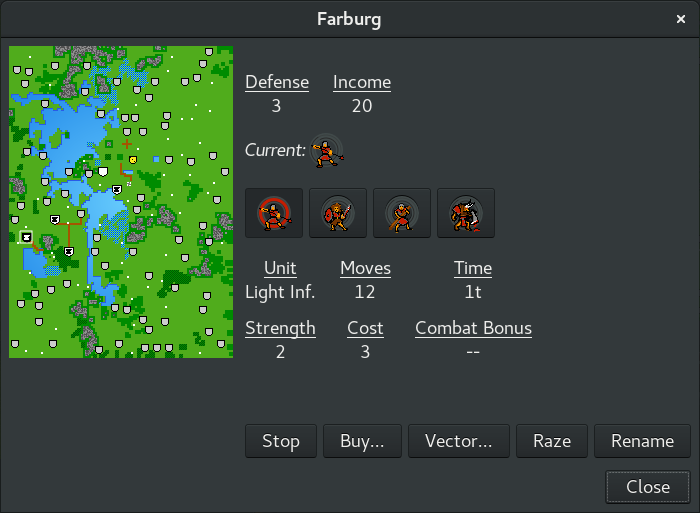 Farburg
Defense Income
3 20
Current:
Unit Moves Time
Light Inf. 12 1t
Strength Cost Combat Bonus
2 3 --
Stop Buy... Vector... Raze Rename
Close